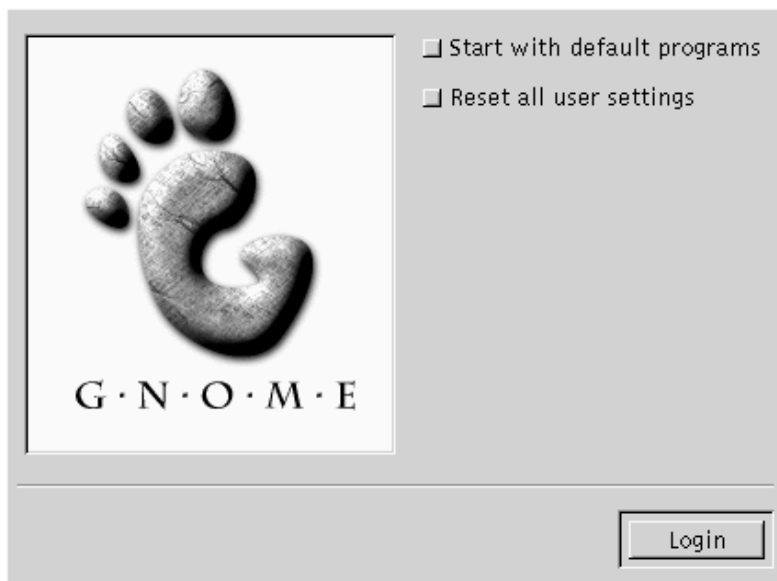 Start with default programs
Reset all user settings
G·N·O·M·E
Login